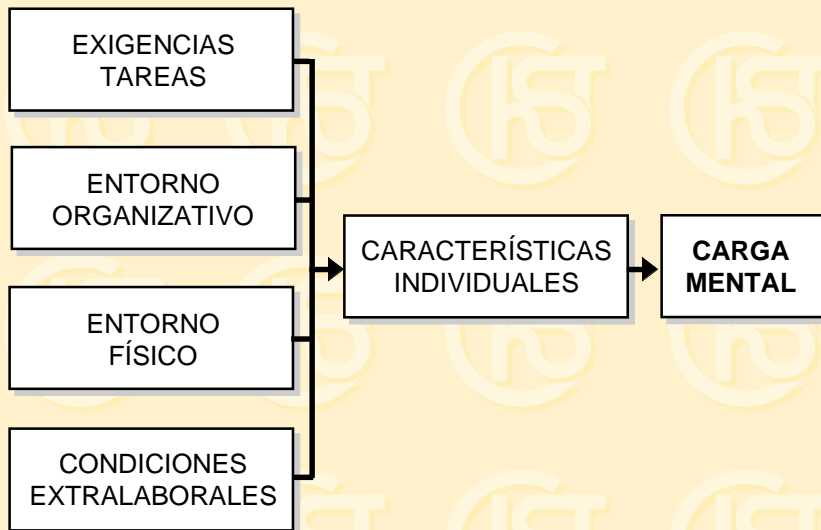 EXIGENCIAS
TAREAS
ENTORNO
ORGANIZATIVO
ENTORNO
FÍSICO
CONDICIONES
EXTRALABORALES
CARACTERÍSTICAS
INDIVIDUALES
CARGA
MENTAL